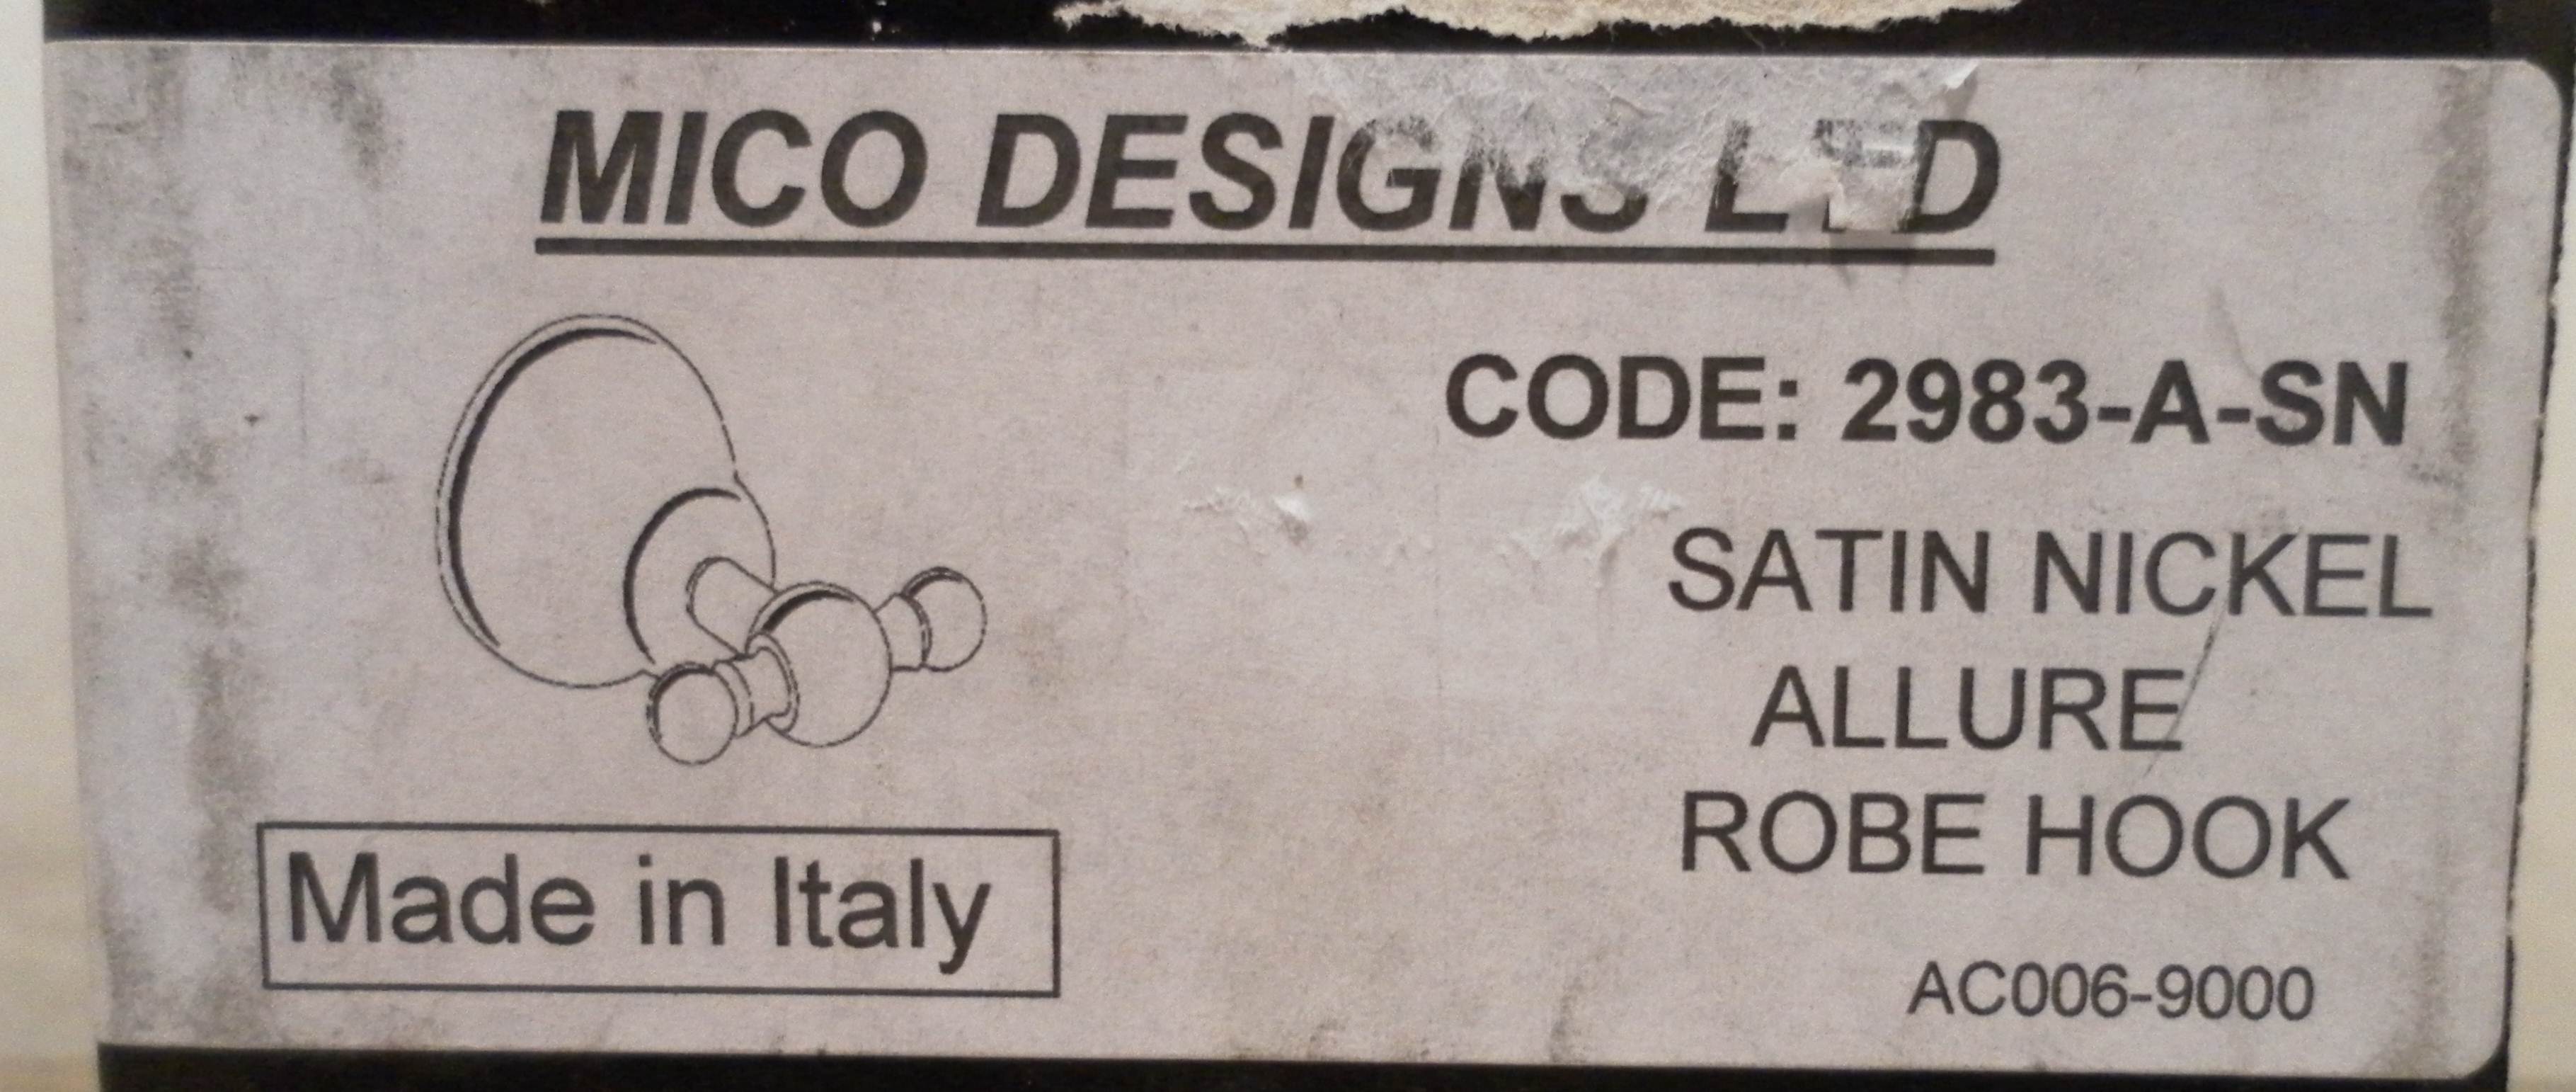 MICO DESIGNS LTD
CODE: 2983-A-SN
SATIN NICKEL
ALLURE
ROBE HOOK
Made in Italy
AC006-9000